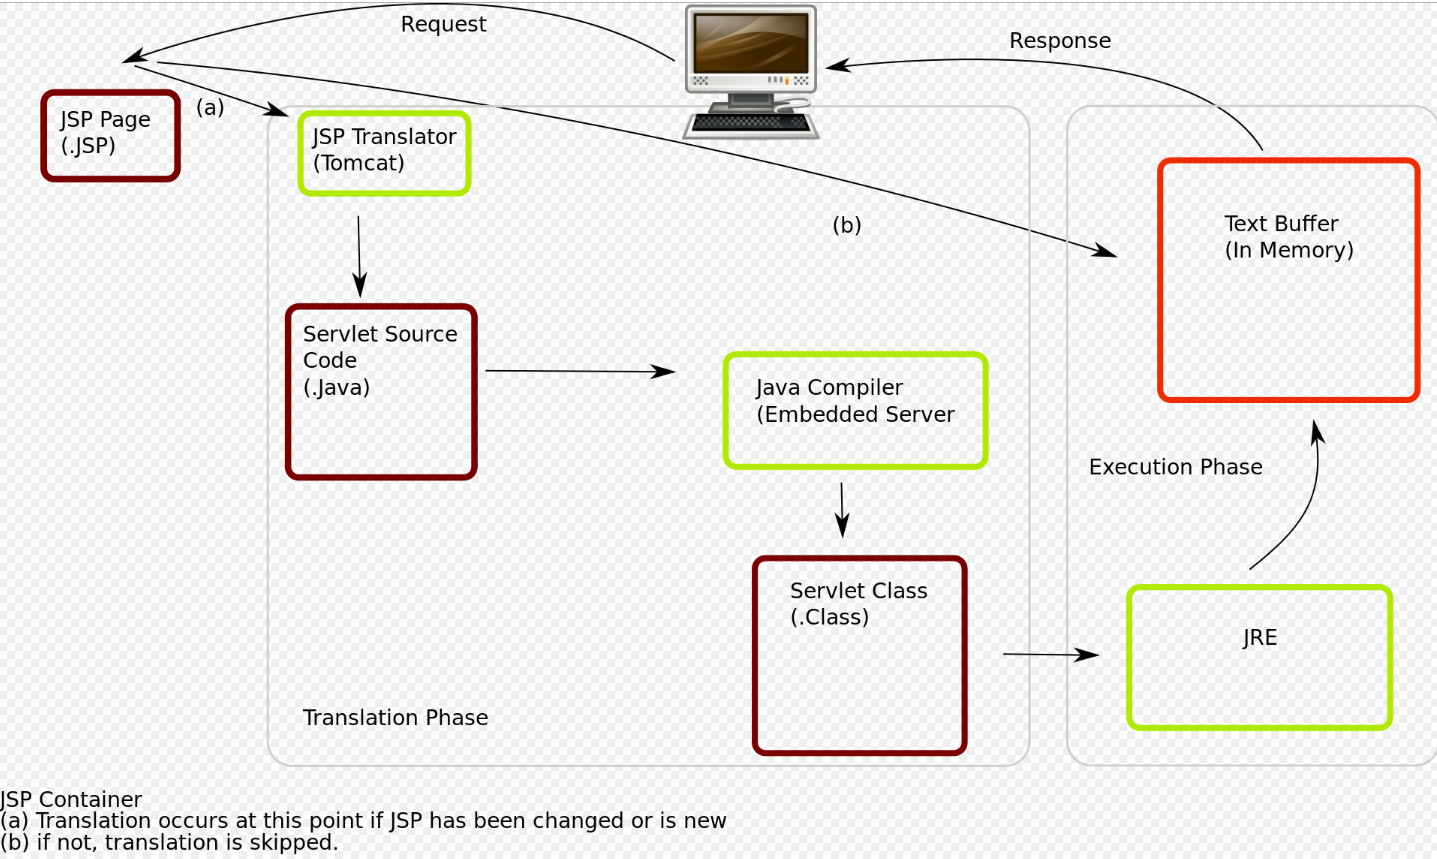 Request
Response
JSP Page
(.JSP)
(a)
JSP Translator
(Tomcat)
(b)
Text Buffer
(In Memory)
Servlet Source
Code
(.Java)
Java Compiler
(Embedded Server
Execution Phase
Servlet Class
(.Class)
JRE
Translation Phase
JSP Container
(a) Translation occurs at this point if JSP has been changed or is new
(b) if not, translation is skipped.